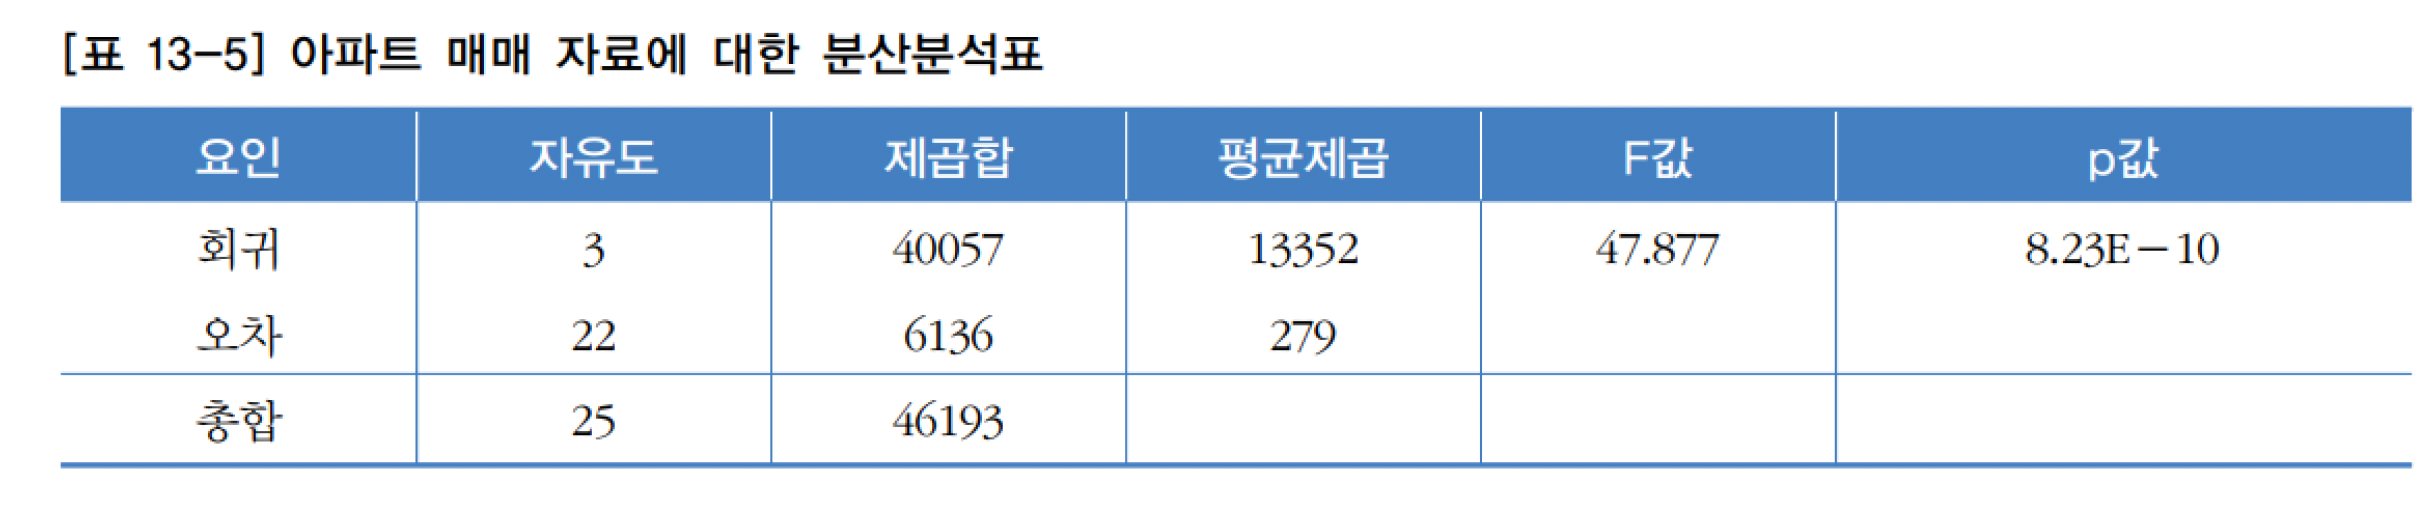 [표 13-5] 아파트 매매 자료에 대한 분산분석표
요인 자유도 제곱합 평균제곱 F값 p값
회귀 3 40057 13352 47.877 8.23E-10
오차 22 6136 279
총합 25 46193